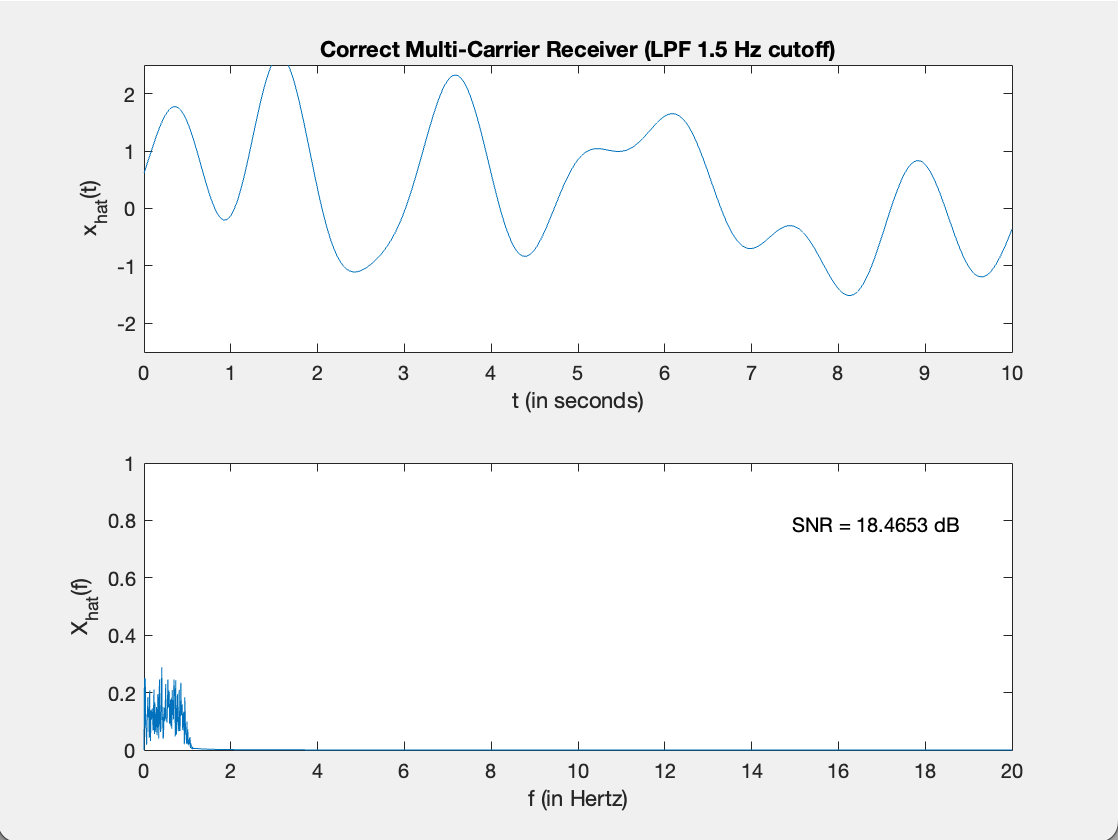 Correct Multi-Carrier Receiver (LPF 1.5 Hz cutoff)
x_hat(t)
2
1
0
-1
-2
0 1 2 3 4 5 6 7 8 9 10
t (in seconds)
X_hat(f)
1
0.8
SNR = 18.4653 dB
0.6
0.4
0.2
0
0 2 4 6 8 10 12 14 16 18 20
f (in Hertz)